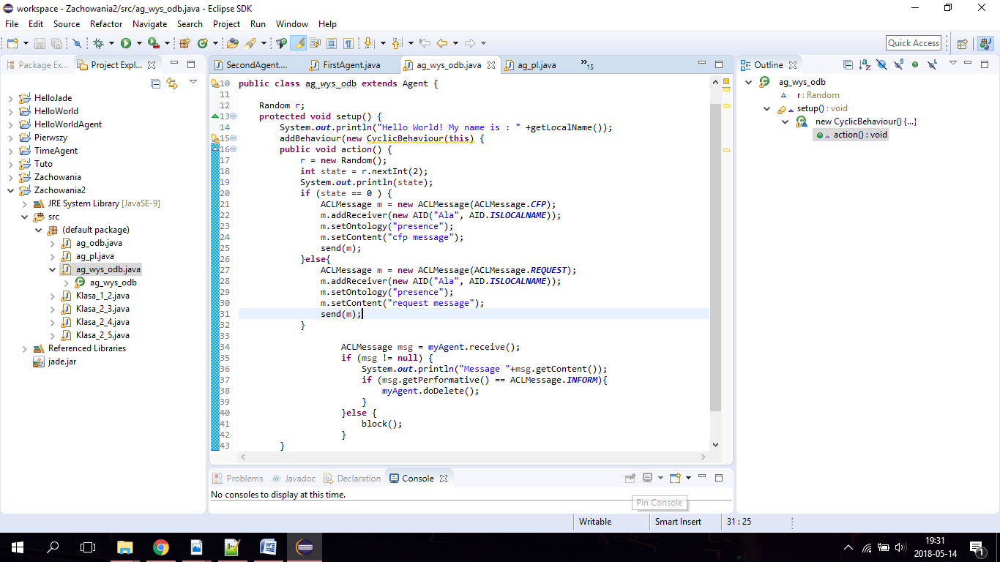 workspace - Zachowania2/src/ag_wys_odb.java - Eclipse SDK
File Edit Source Refactor Navigate Search Project Run Window Help
Quick Access
Package Ex... Project Expl...
HelloJade
HelloWorld
HelloWorldAgent
Pierwszy
TimeAgent
Tuto
Zachowania
Zachowania2
JRE System Library [JavaSE-9]
src
(default package)
ag_odb.java
ag_pl.java
ag_wys_odb.java
ag_wys_odb
Klasa_1_2.java
Klasa_2_3.java
Klasa_2_4.java
Klasa_2_5.java
Referenced Libraries
jade.jar
SecondAgent.... FirstAgent.java ag_wys_odb.java ag_pl.java »15
10 public class ag_wys_odb extends Agent {
11
12 Random r;
13 protected void setup() {
14 System.out.println("Hello World! My name is : " +getLocalName());
15 addBehaviour(new CyclicBehaviour(this) {
16 public void action() {
17 r = new Random();
18 int state = r.nextInt(2);
19 System.out.println(state);
20 if (state == 0 ) {
21 ACLMessage m = new ACLMessage(ACLMessage.CFP);
22 m.addReceiver(new AID("Ala", AID.ISLOCALNAME));
23 m.setOntology("presence");
24 m.setContent("cfp message");
25 send(m);
26 }else{
27 ACLMessage m = new ACLMessage(ACLMessage.REQUEST);
28 m.addReceiver(new AID("Ala", AID.ISLOCALNAME));
29 m.setOntology("presence");
30 m.setContent("request message");
31 send(m);
32 }
33
34 ACLMessage msg = myAgent.receive();
35 if (msg != null) {
36 System.out.println("Message "+msg.getContent());
37 if (msg.getPerformative() == ACLMessage.INFORM){
38 myAgent.doDelete();
39 }
40 }else {
41 block();
42 }
43 }
Outline
ag_wys_odb
r : Random
setup() : void
new CyclicBehaviour() {...}
action() : void
Problems @ Javadoc Declaration Console
No consoles to display at this time.
Pin Console
Writable Smart Insert 31 : 25
19:31
2018-05-14
1